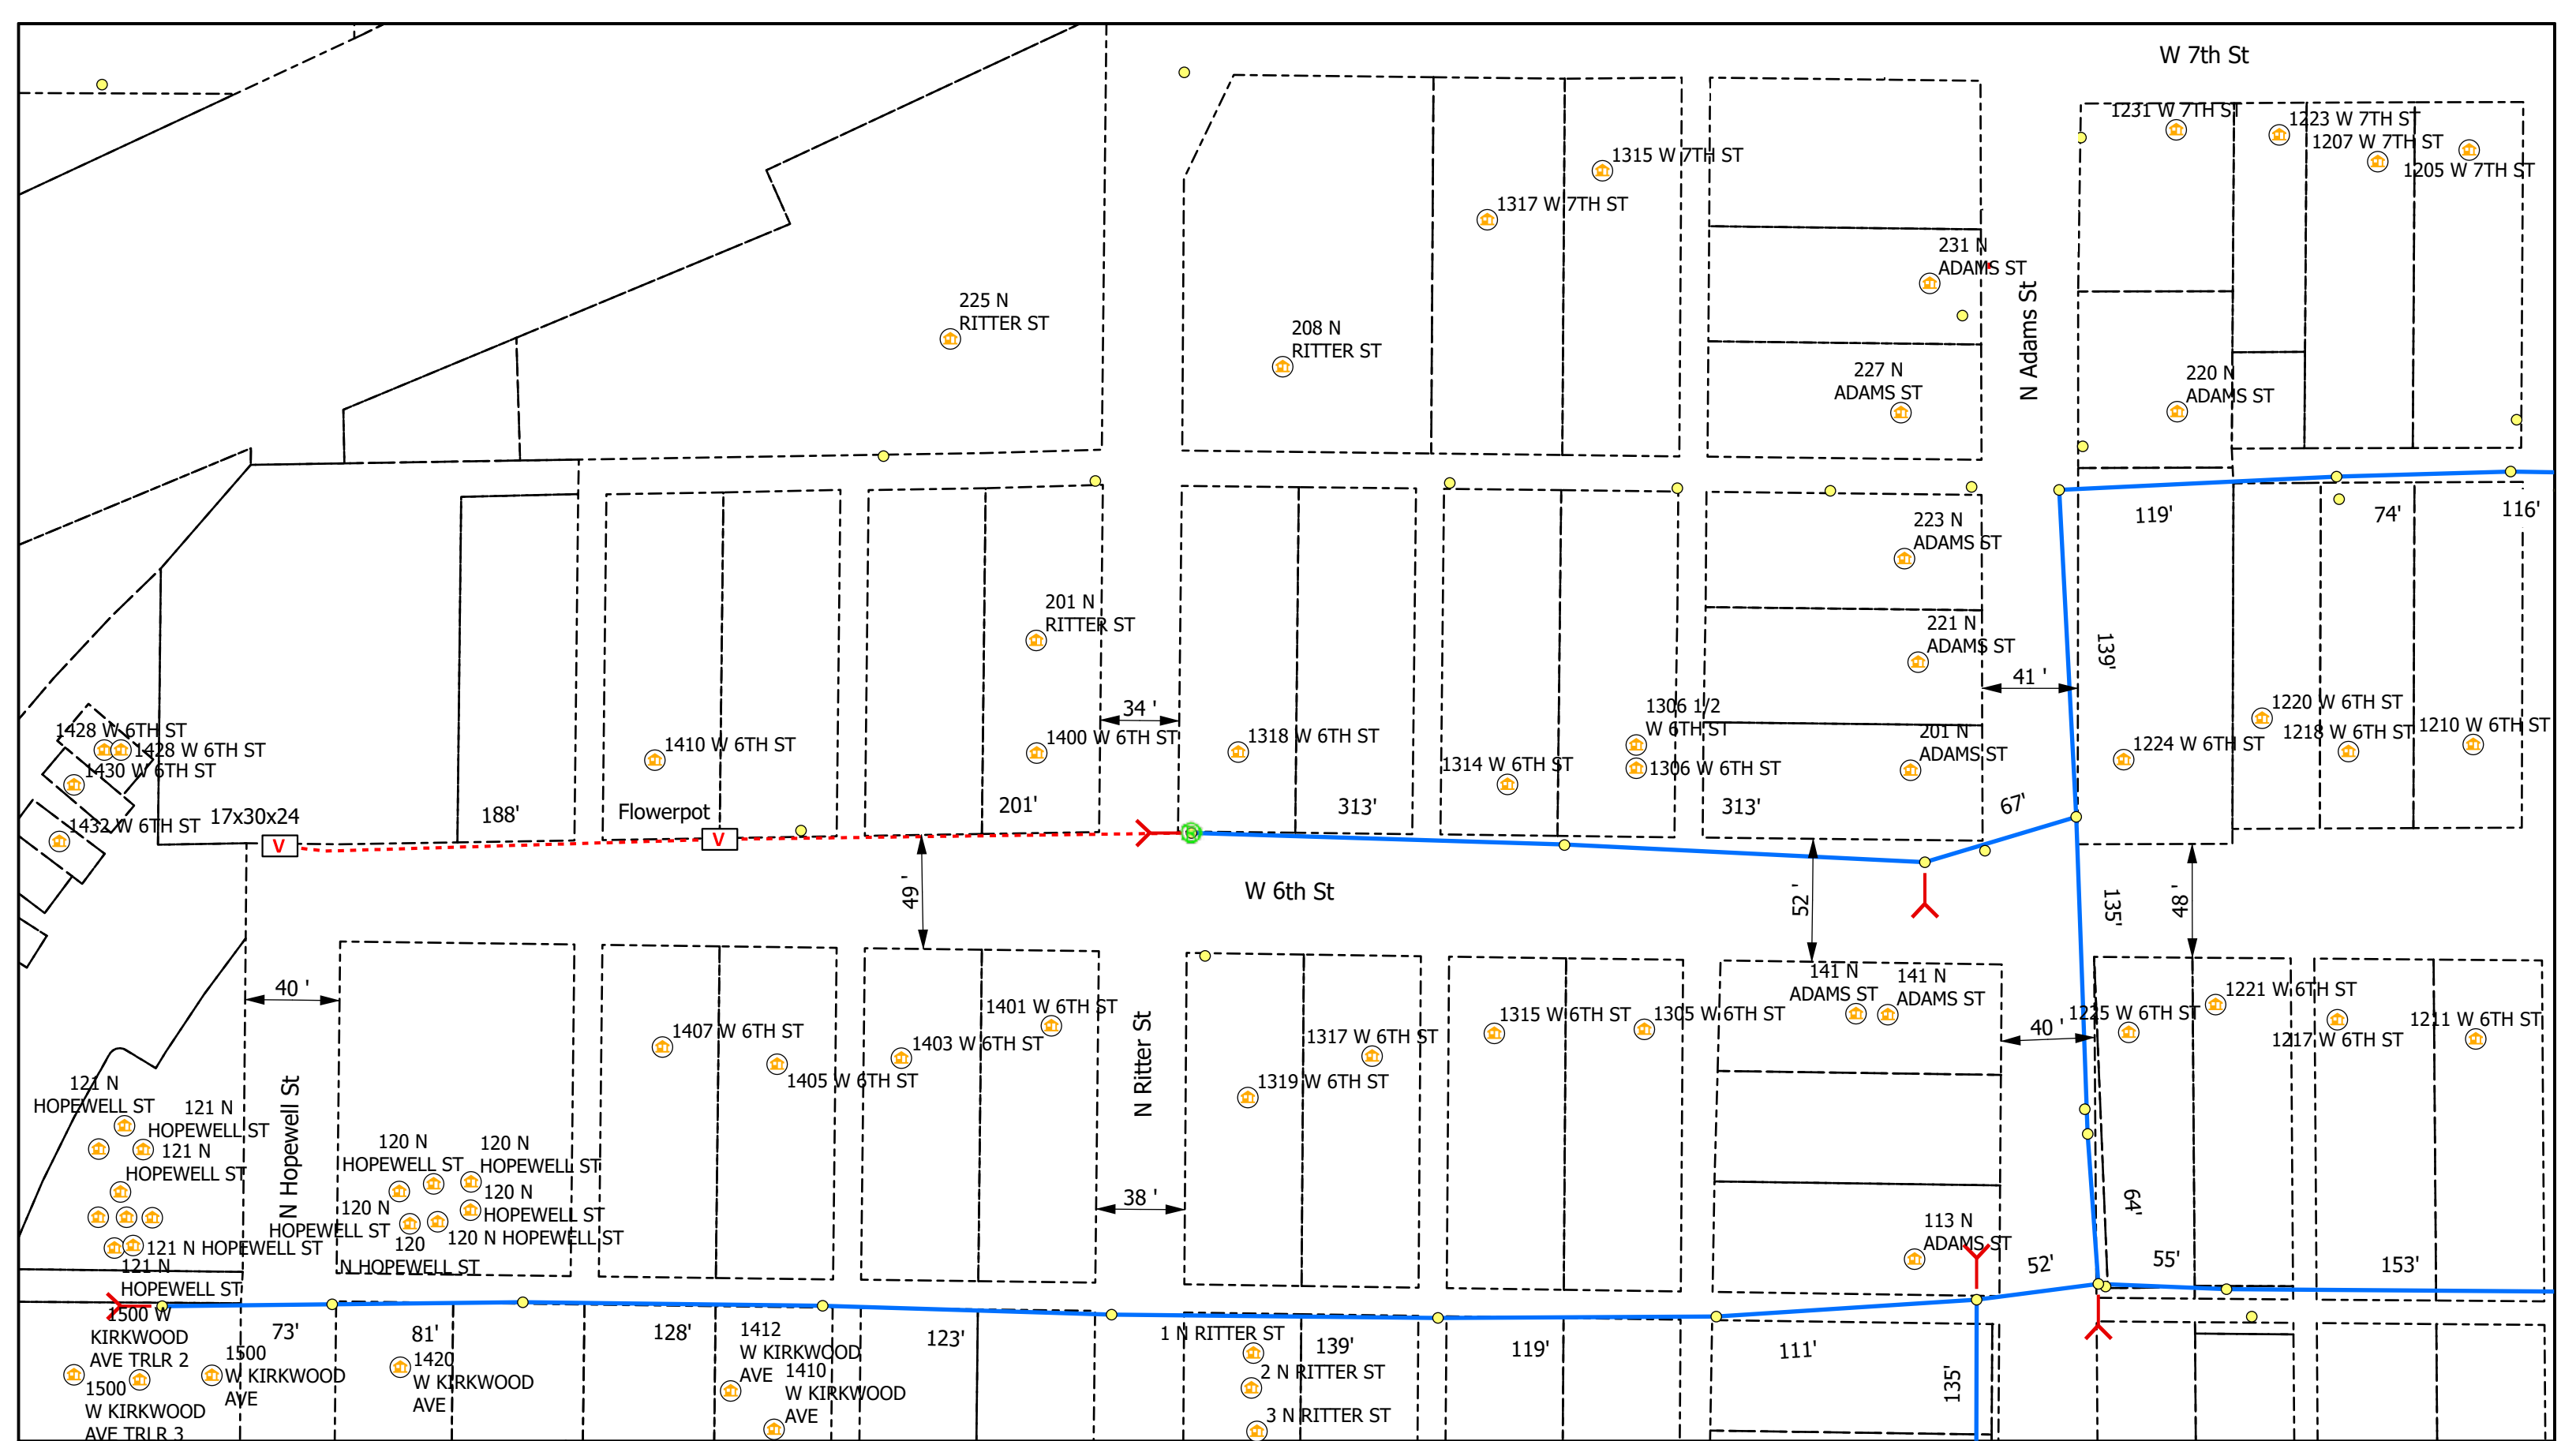 W 7th St
1231 W 7TH ST
1223 W 7TH ST
1207 W 7TH ST
1205 W 7TH ST
1315 W 7TH ST
1317 W 7TH ST
231 N
ADAMS ST
N Adams St
225 N
RITTER ST
208 N
RITTER ST
227 N
ADAMS ST
220 N
ADAMS ST
119'
74'
116'
223 N
ADAMS ST
201 N
RITTER ST
221 N
ADAMS ST
139'
41 '
34 '
1428 W 6TH ST
1428 W 6TH ST
1430 W 6TH ST
1432 W 6TH ST
1410 W 6TH ST
1400 W 6TH ST
1318 W 6TH ST
1314 W 6TH ST
1306 1/2
W 6TH ST
1306 W 6TH ST
201 N
ADAMS ST
1224 W 6TH ST
1220 W 6TH ST
1218 W 6TH ST
1210 W 6TH ST
17x30x24
188'
Flowerpot
201'
313'
313'
67'
V
V
49 '
W 6th St
52 '
135'
48 '
40 '
1407 W 6TH ST
1405 W 6TH ST
1403 W 6TH ST
1401 W 6TH ST
N Ritter St
1319 W 6TH ST
1317 W 6TH ST
1315 W 6TH ST
1305 W 6TH ST
141 N
ADAMS ST
141 N
ADAMS ST
40 '
1225 W 6TH ST
1221 W 6TH ST
1217 W 6TH ST
1211 W 6TH ST
121 N
HOPEWELL ST
121 N
HOPEWELL ST
121 N
HOPEWELL ST
121 N HOPEWELL ST
121 N
HOPEWELL ST
N Hopewell St
120 N
HOPEWELL ST
120 N
HOPEWELL ST
120 N
HOPEWELL ST
120 N
HOPEWELL ST
120 N HOPEWELL ST
120
N HOPEWELL ST
38 '
113 N
ADAMS ST
64'
52'
55'
153'
1500 W
KIRKWOOD
AVE TRLR 2
1500
W KIRKWOOD
AVE TRLR 3
73'
1500
W KIRKWOOD
AVE
81'
1420
W KIRKWOOD
AVE
128'
1412
W KIRKWOOD
AVE
1410
W KIRKWOOD
AVE
123'
1 N RITTER ST
2 N RITTER ST
3 N RITTER ST
139'
119'
111'
135'